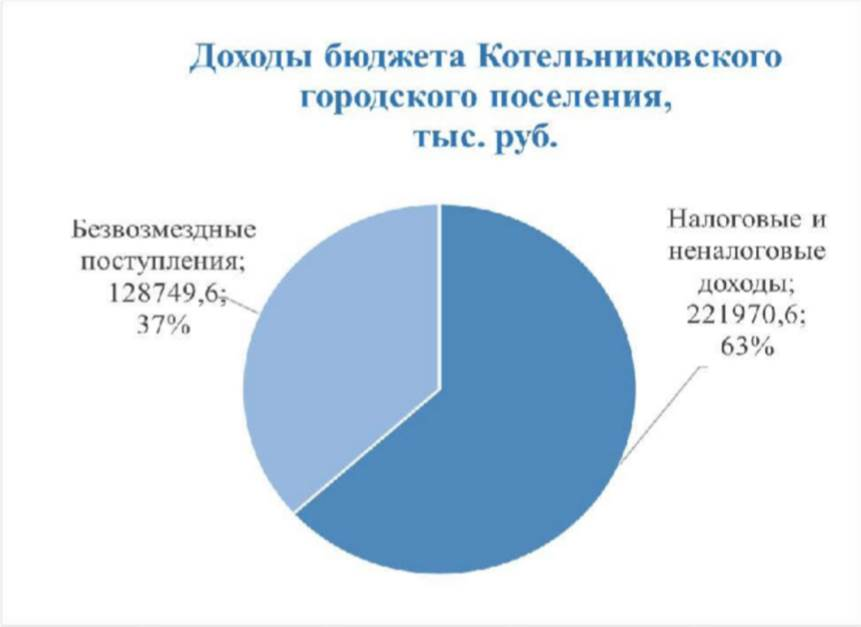 Доходы бюджета Котельниковского
городского поселения,
тыс. руб.
Безвозмездные
поступления;
128749,6;
37%
Налоговые и
неналоговые
доходы;
221970,6;
63%